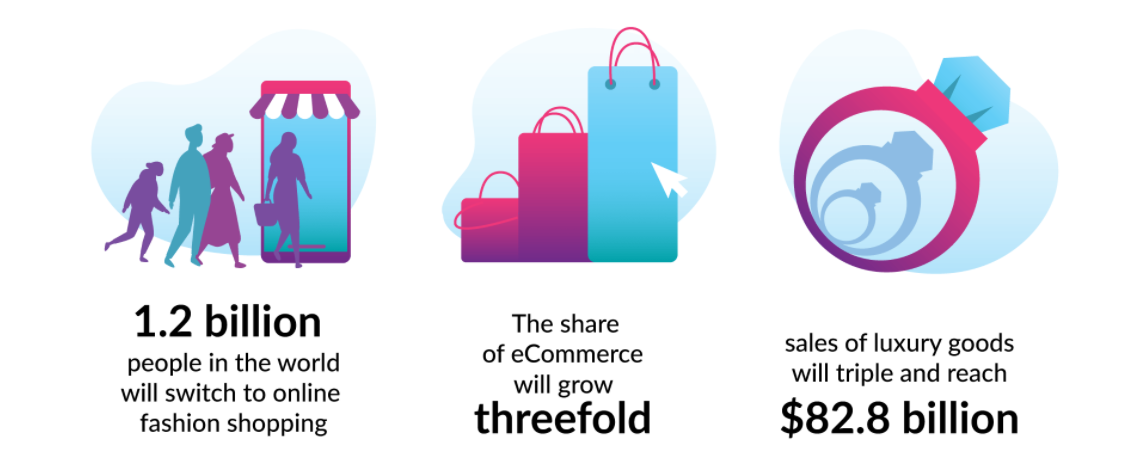 1.2 billion
people in the world
will switch to online
fashion shopping
The share
of eCommerce
will grow
threefold
sales of luxury goods
will triple and reach
$82.8 billion